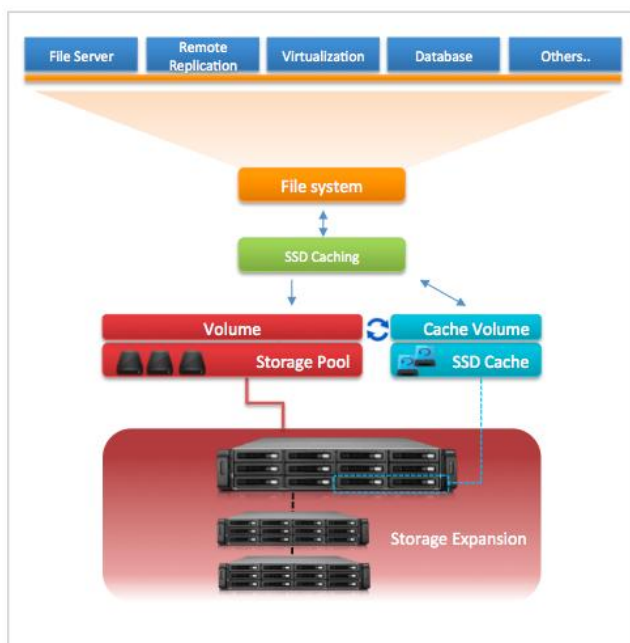 File Server
Remote
Replication
Virtualization
Database
Others..
File system
SSD Caching
Volume
Cache Volume
Storage Pool
SSD Cache
Storage Expansion